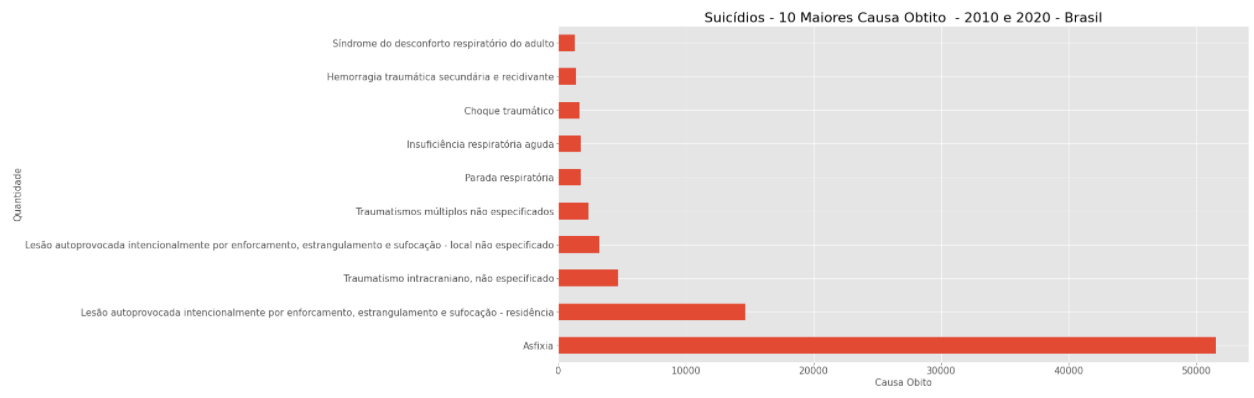 Suicídios - 10 Maiores Causa Obtito - 2010 e 2020 - Brasil
Síndrome do desconforto respiratório do adulto
Hemorragia traumática secundária e recidivante
Choque traumático
Insuficiência respiratória aguda
Parada respiratória
Quantidade
Traumatismos múltiplos não especificados
Lesão autoprovocada intencionalmente por enforcamento, estrangulamento e sufocação - local não especificado
Traumatismo intracraniano, não especificado
Lesão autoprovocada intencionalmente por enforcamento, estrangulamento e sufocação - residência
Asfixia
0 10000 20000 30000 40000 50000
Causa Obito